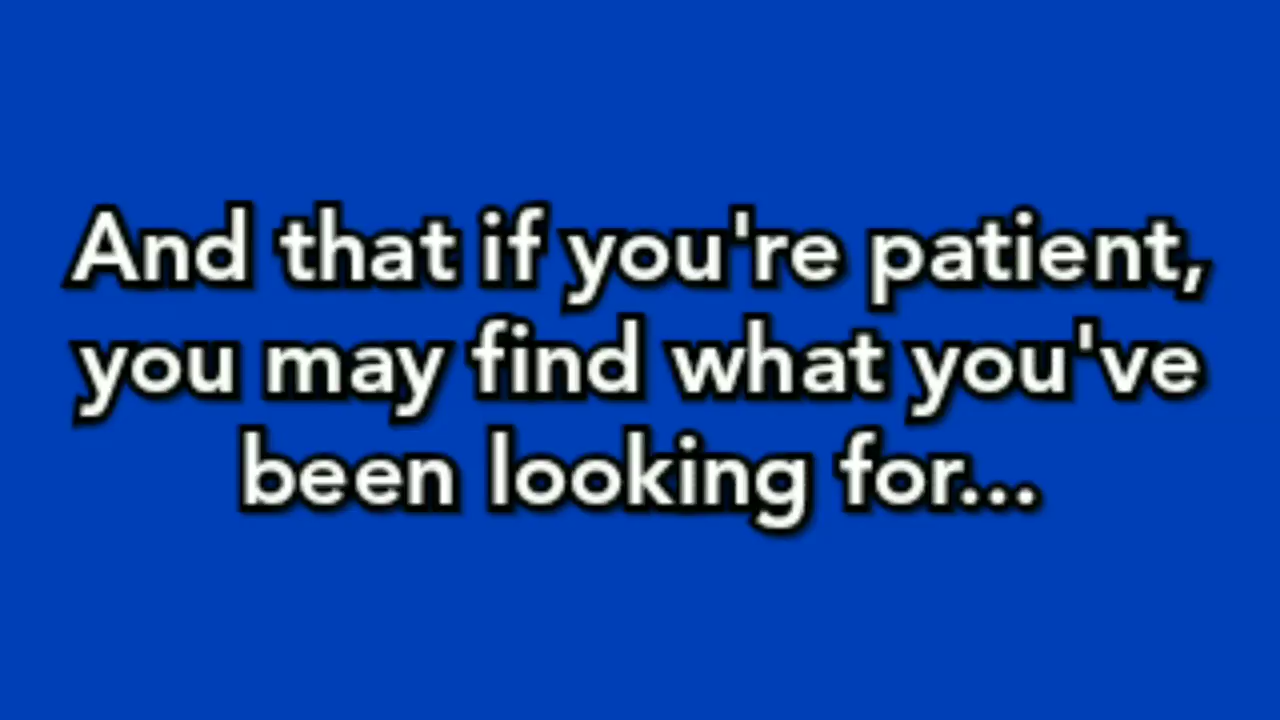 And that if you're patient,
you may find what you've
been looking for...